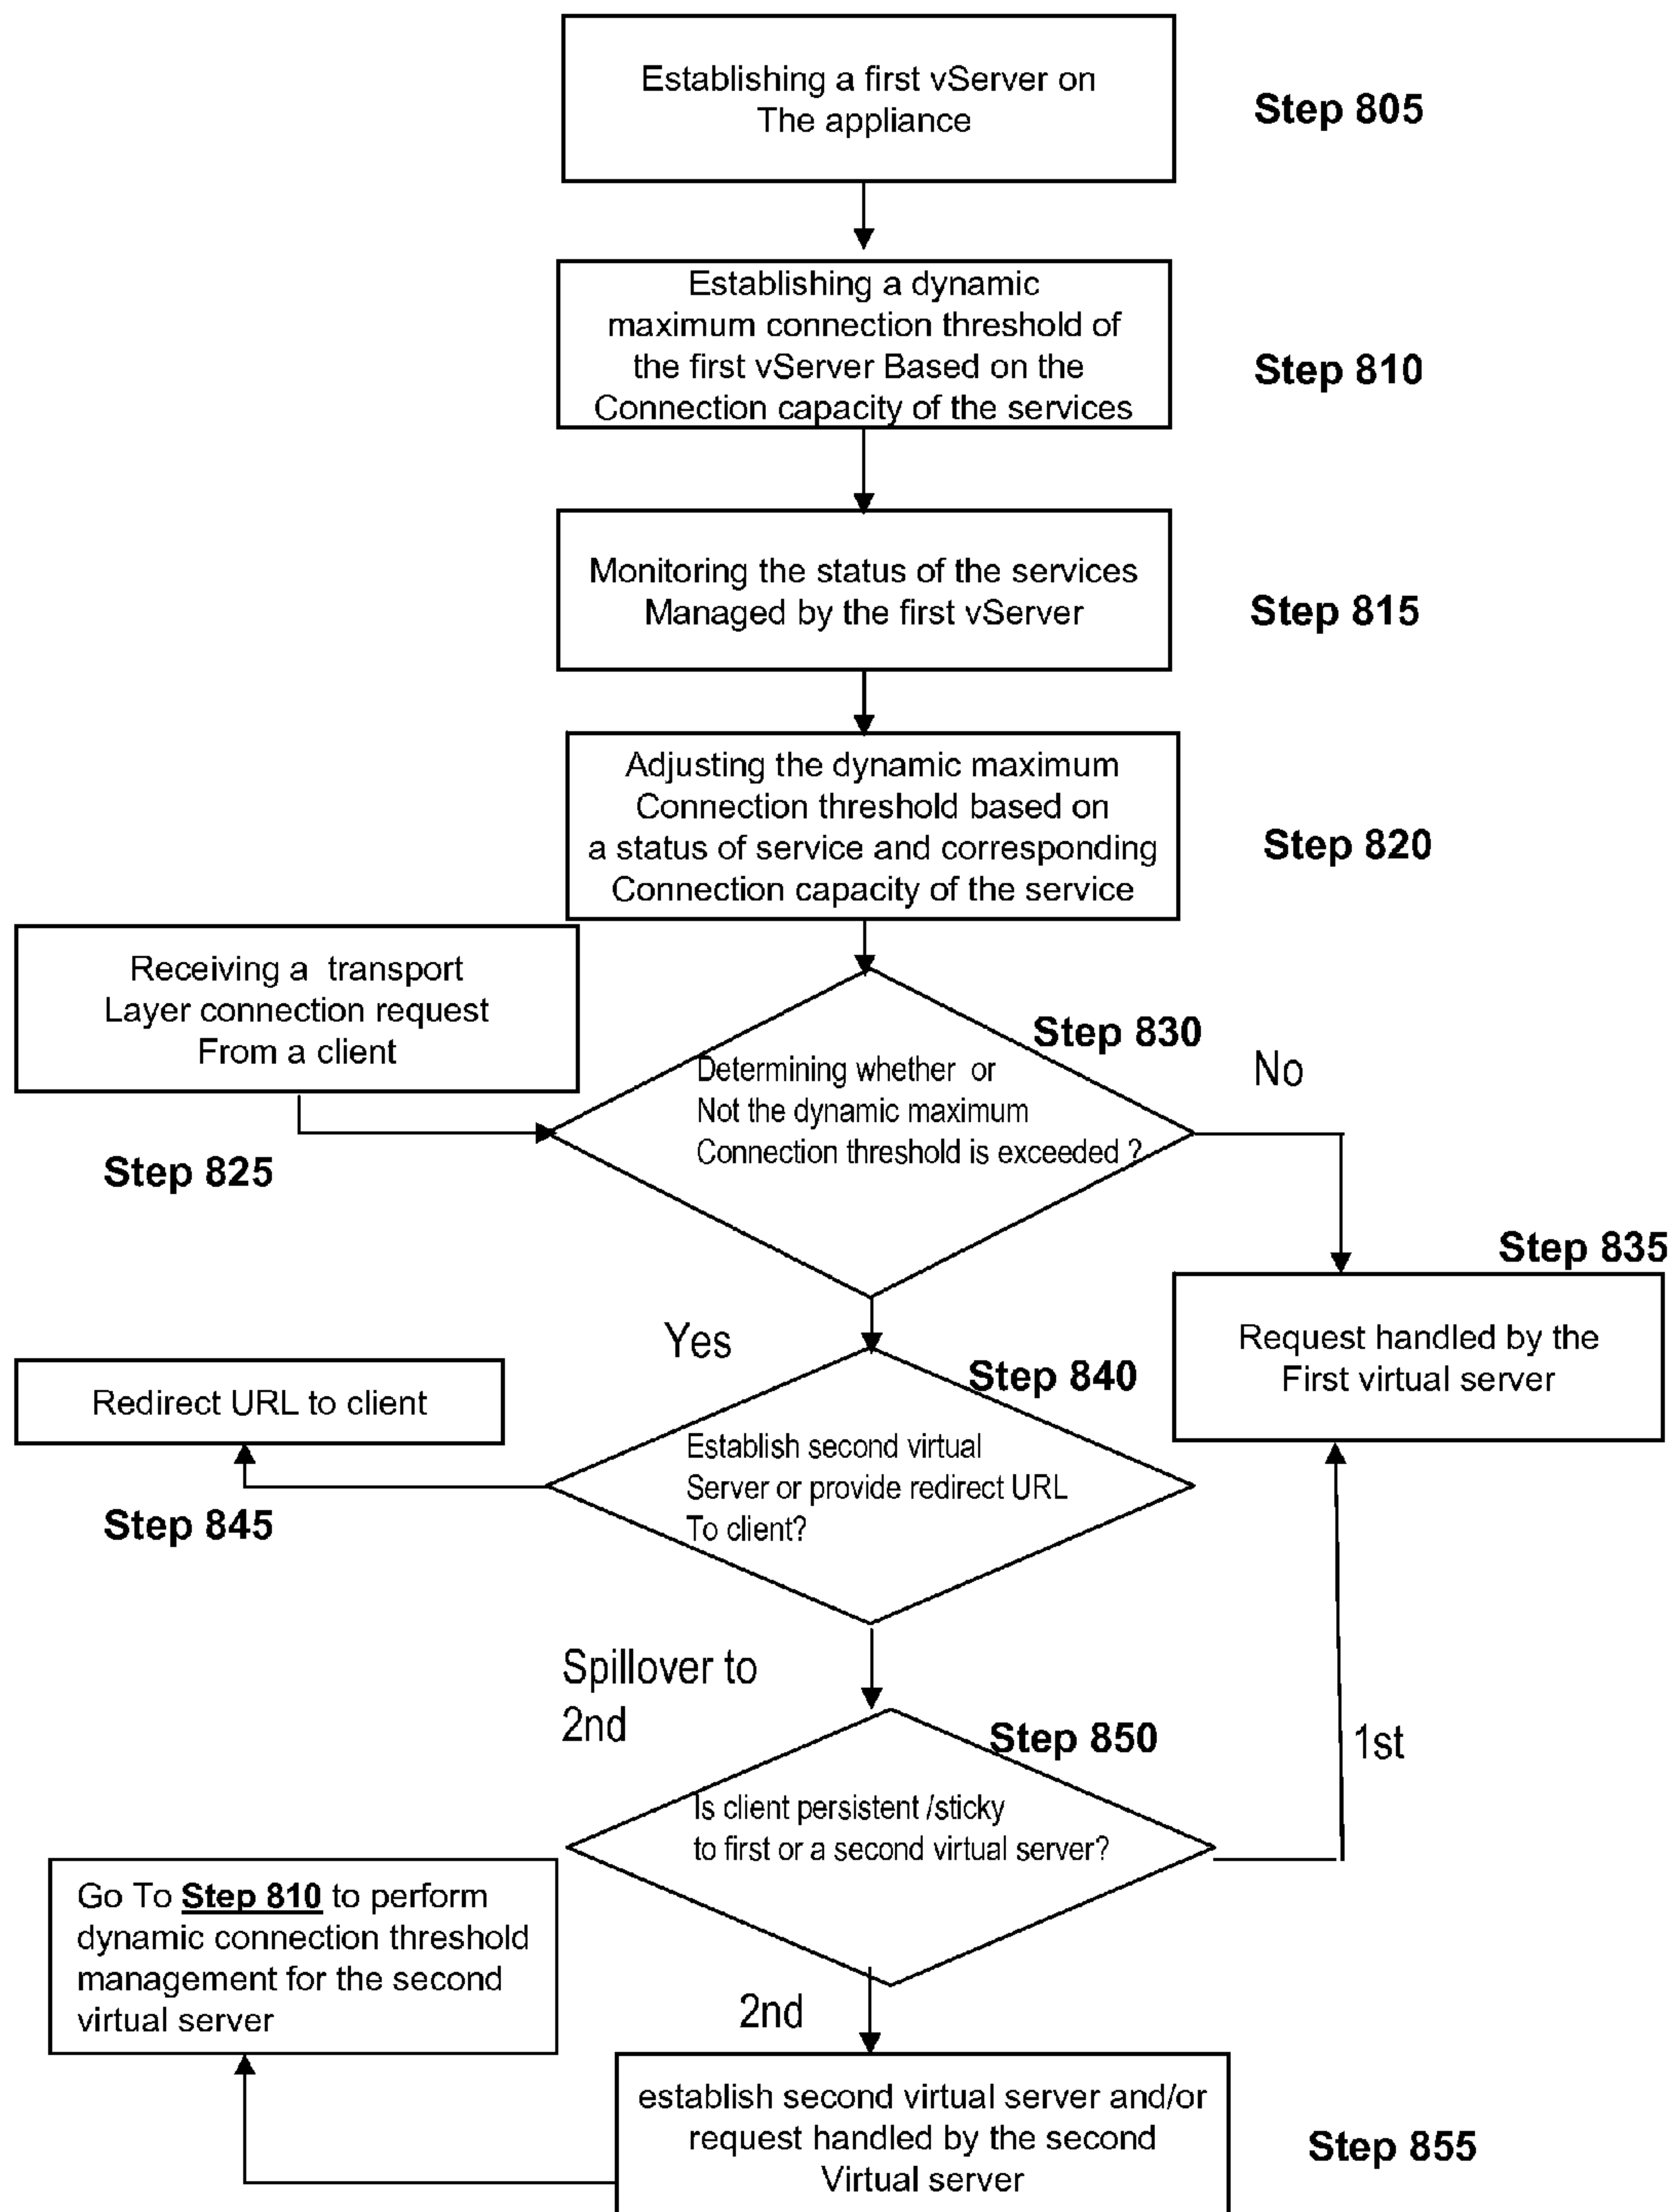 Establishing a first vServer on
The appliance
Step 805
Establishing a dynamic
maximum connection threshold of
the first vServer Based on the
Connection capacity of the services
Step 810
Monitoring the status of the services
Managed by the first vServer
Step 815
Adjusting the dynamic maximum
Connection threshold based on
a status of service and corresponding
Connection capacity of the service
Step 820
Receiving a transport
Layer connection request
From a client
Step 825
Step 830
Determining whether or
Not the dynamic maximum
Connection threshold is exceeded ?
No
Step 835
Request handled by the
First virtual server
Yes
Step 840
Establish second virtual
Server or provide redirect URL
To client?
Redirect URL to client
Step 845
Spillover to
2nd
Step 850
Is client persistent /sticky
to first or a second virtual server?
1st
Go To Step 810 to perform
dynamic connection threshold
management for the second
virtual server
2nd
establish second virtual server and/or
request handled by the second
Virtual server
Step 855